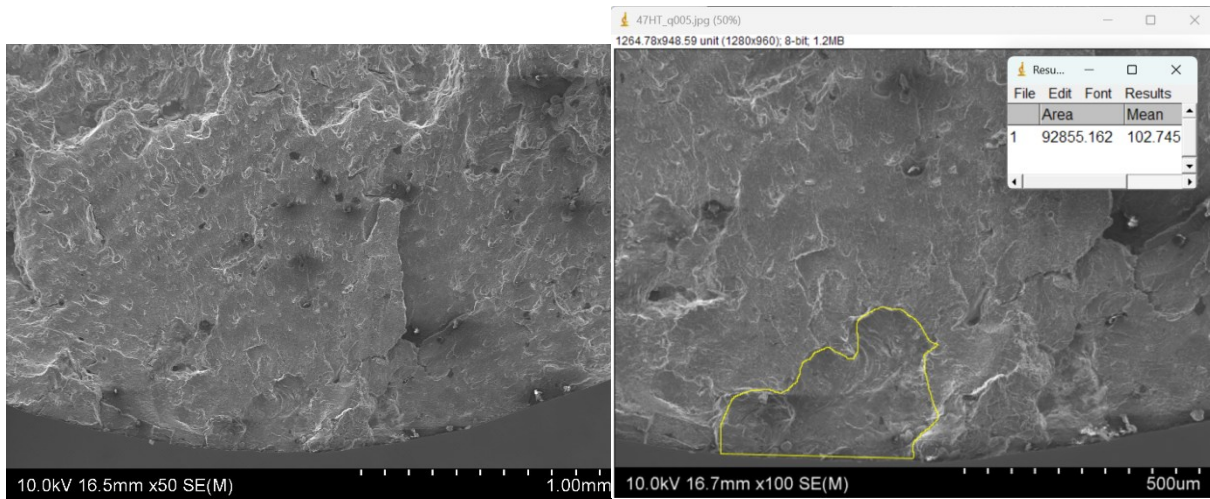 47HT_q005.jpg (50%)
1264.78x948.59 unit (1280x960); 8-bit; 1.2MB
Resu...
File Edit Font Results
Area Mean
1 92855.162 102.745
10.0kV 16.5mm x50 SE(M) 1.00mm
10.0kV 16.7mm x100 SE(M) 500um